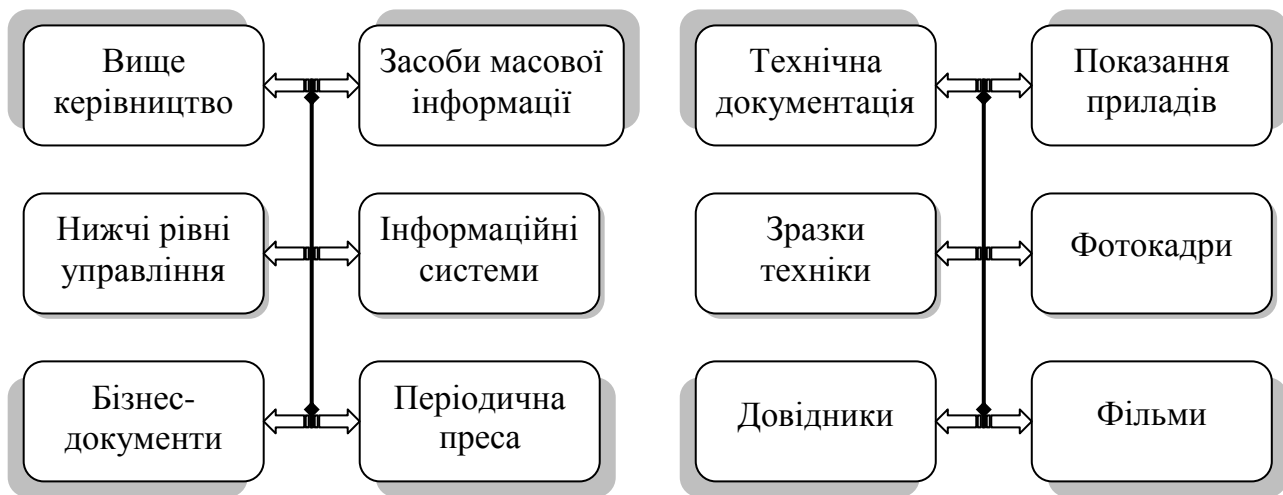 Вище
керівництво
Засоби масової
інформації
Нижчі рівні
управління
Інформаційні
системи
Бізнес-
документи
Періодична
преса
Технічна
документація
Показання
приладів
Зразки
техніки
Фотокадри
Довідники
Фільми